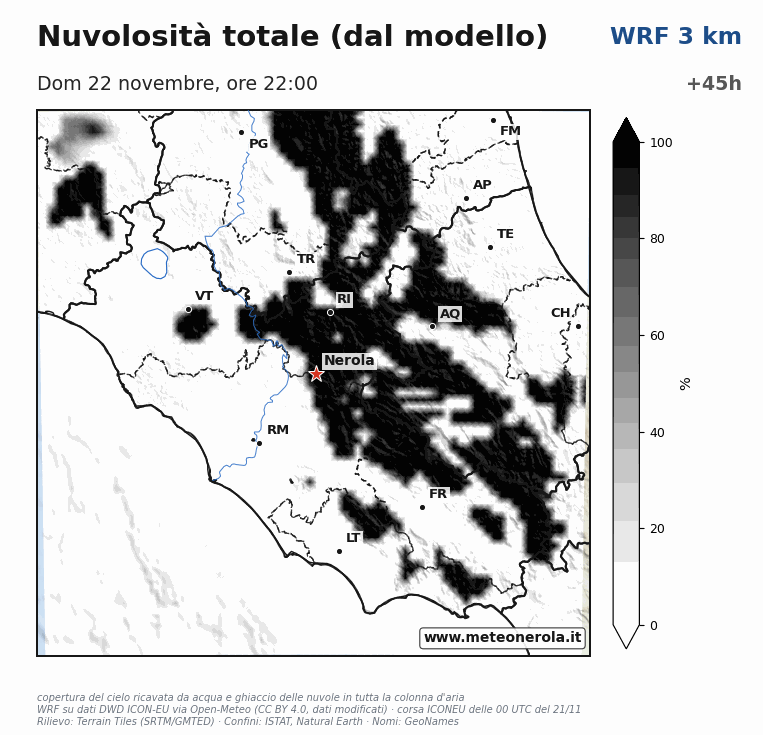 Nuvolosità totale (dal modello)
WRF 3 km
Dom 22 novembre, ore 22:00
+45h
FM
PG
AP
TE
TR
VT
RI
AQ
CH
Nerola
RM
FR
LT
www.meteonerola.it
100
80
60
40
20
0
%
copertura del cielo ricavata da acqua e ghiaccio delle nuvole in tutta la colonna d'aria
WRF su dati DWD ICON-EU via Open-Meteo (CC BY 4.0, dati modificati) · corsa ICONEU delle 00 UTC del 21/11
Rilievo: Terrain Tiles (SRTM/GMTED) · Confini: ISTAT, Natural Earth · Nomi: GeoNames